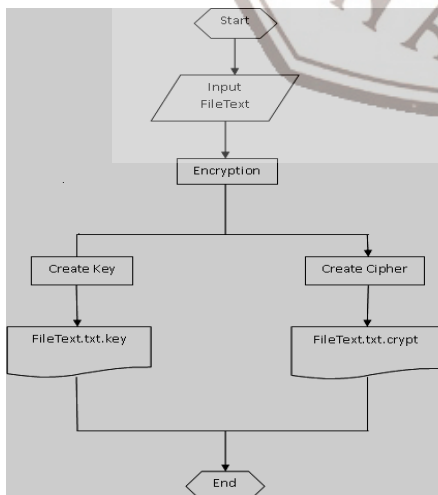 Start
Input
FileText
Encryption
Create Key
Create Cipher
FileText.txt.key
FileText.txt.crypt
End